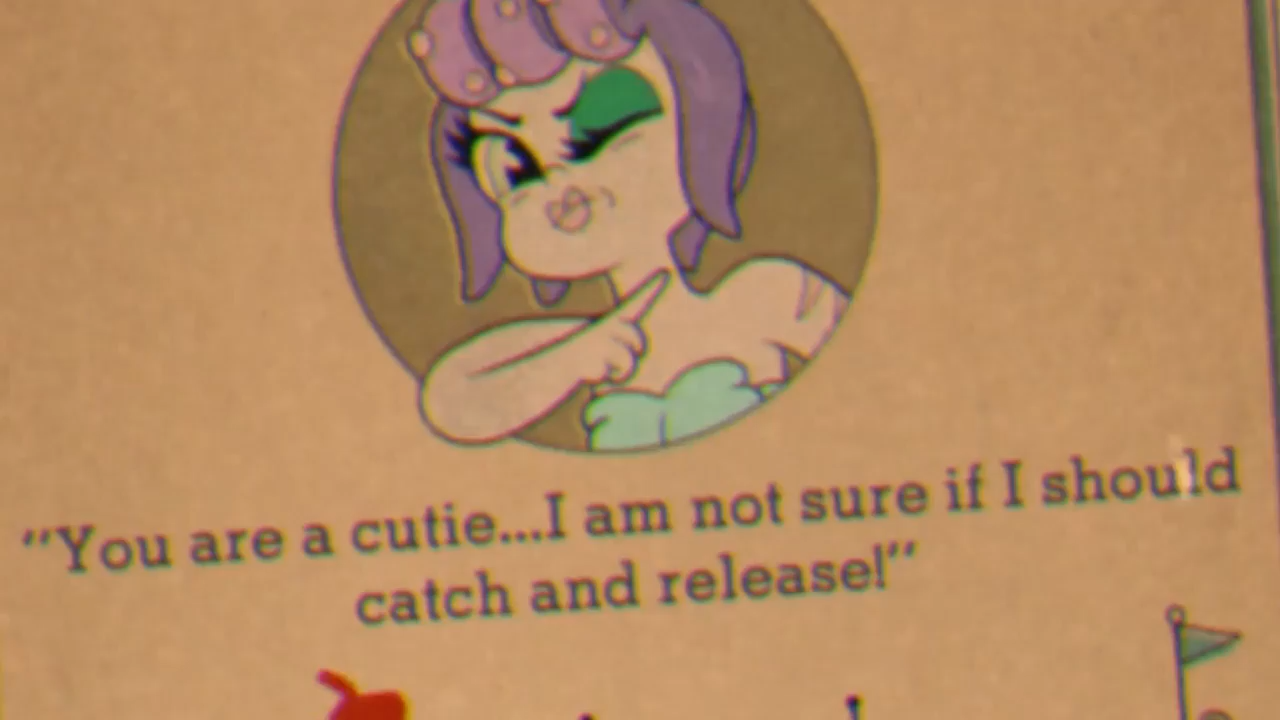 “You are a cutie...I am not sure if I should
catch and release!”